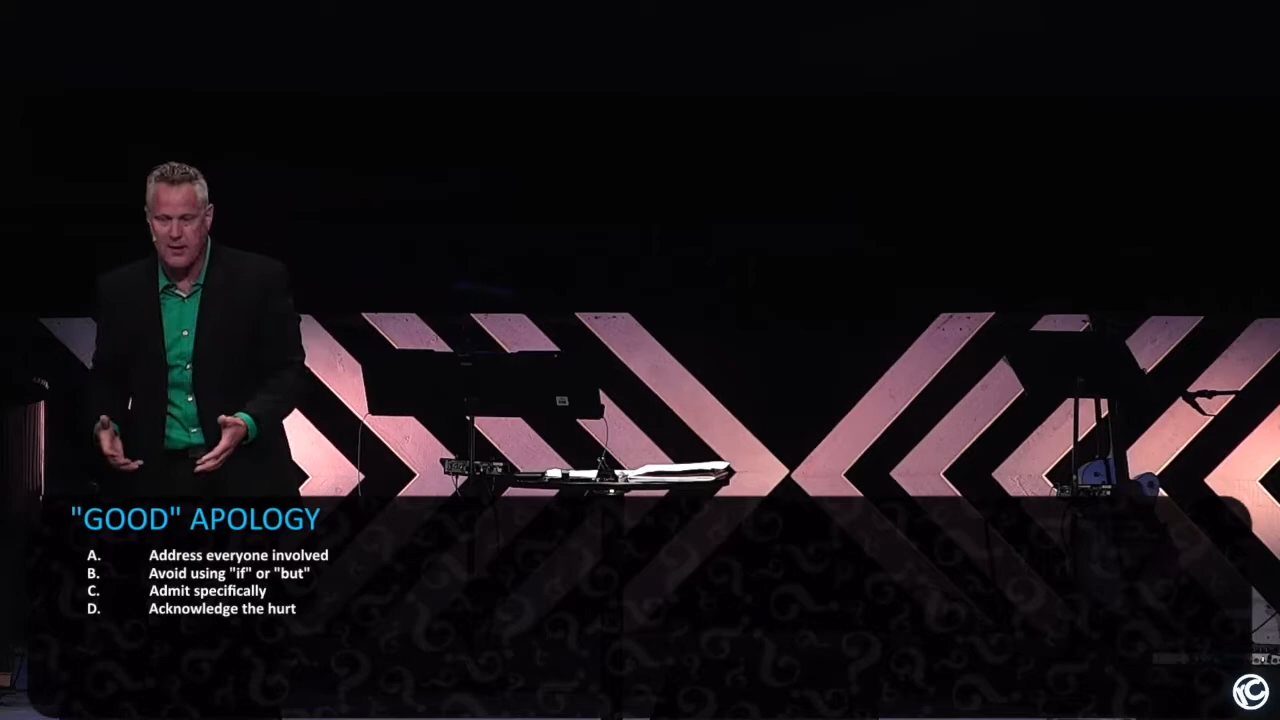 "GOOD" APOLOGY
A. Address everyone involved
B. Avoid using "if" or "but"
C. Admit specifically
D. Acknowledge the hurt